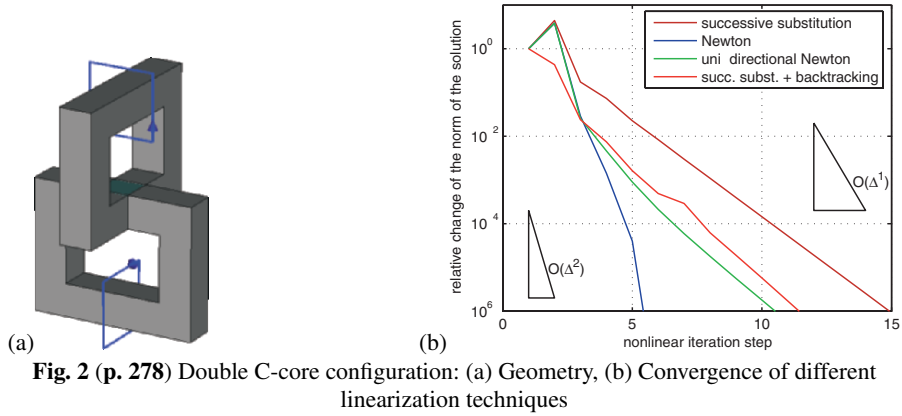 successive substitution
Newton
uni directional Newton
succ. subst. + backtracking
relative change of the norm of the solution
10^0
10^2
10^4
10^6
O(Δ^1)
O(Δ^2)
0
5
10
15
nonlinear iteration step
(a)
(b)
Fig. 2 (p. 278) Double C-core configuration: (a) Geometry, (b) Convergence of different
linearization techniques